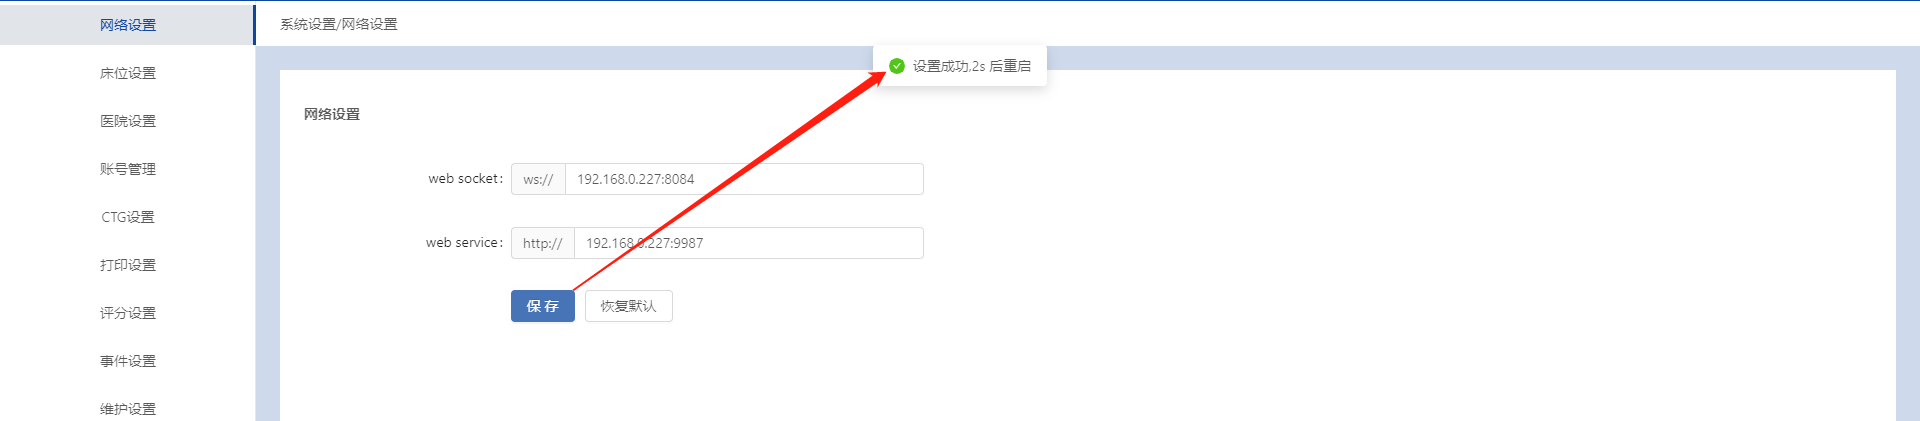 网络设置
床位设置
医院设置
账号管理
CTG设置
打印设置
评分设置
事件设置
维护设置
系统设置/网络设置
设置成功,2s 后重启
网络设置
web socket: ws:// 192.168.0.227:8084
web service: http:// 192.168.0.227:9987
保 存 恢复默认